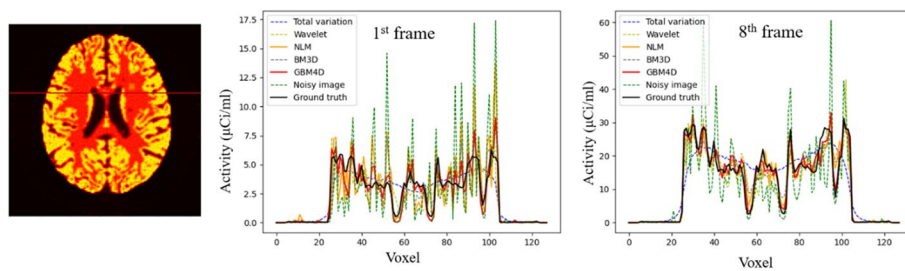 17.5
15.0
12.5
10.0
7.5
5.0
2.5
0.0
Activity (μCi/ml)
Total variation
Wavelet
NLM
BM3D
GBM4D
Noisy image
Ground truth
1st frame
0 20 40 60 80 100 120
Voxel
60
50
40
30
20
10
0
Activity (μCi/ml)
Total variation
Wavelet
NLM
BM3D
GBM4D
Noisy image
Ground truth
8th frame
0 20 40 60 80 100 120
Voxel